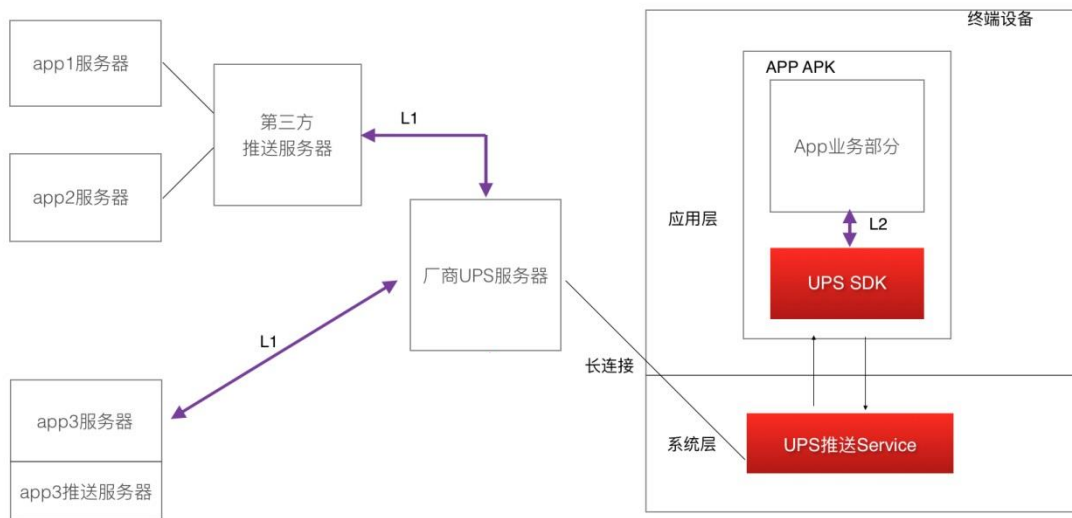 终端设备
app1服务器
APP APK
第三方
推送服务器
L1
App业务部分
app2服务器
应用层
L2
厂商UPS服务器
UPS SDK
L1
长连接
app3服务器
系统层
UPS推送Service
app3推送服务器